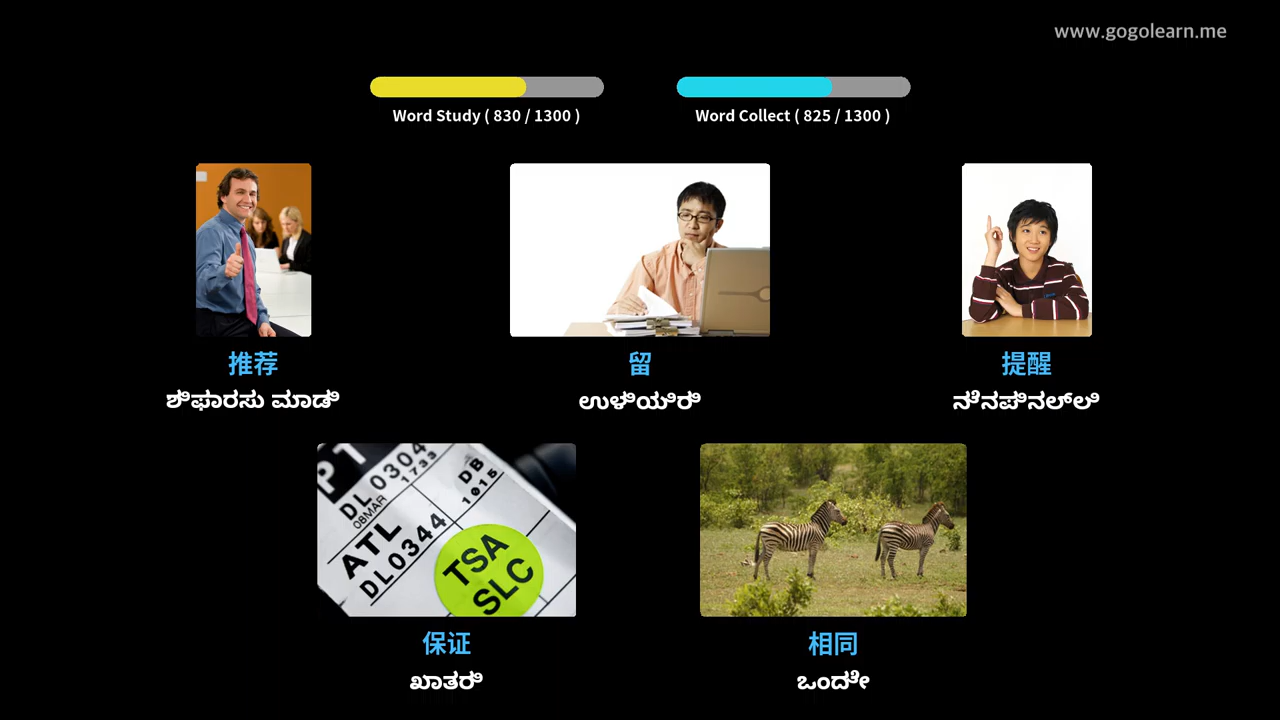 www.gogolearn.me
Word Study ( 830 / 1300 )
Word Collect ( 825 / 1300 )
推荐
ಶಿಫಾರಸು ಮಾಡಿ
留
ಉಳಿಯಿರಿ
提醒
ನೆನಪಿನಲ್ಲಿ
P1
DL0304
1733
08MAR
DB
1015
ATL
DL0344
TSA
SLC
保证
ಖಾತರಿ
相同
ಒಂದೇ